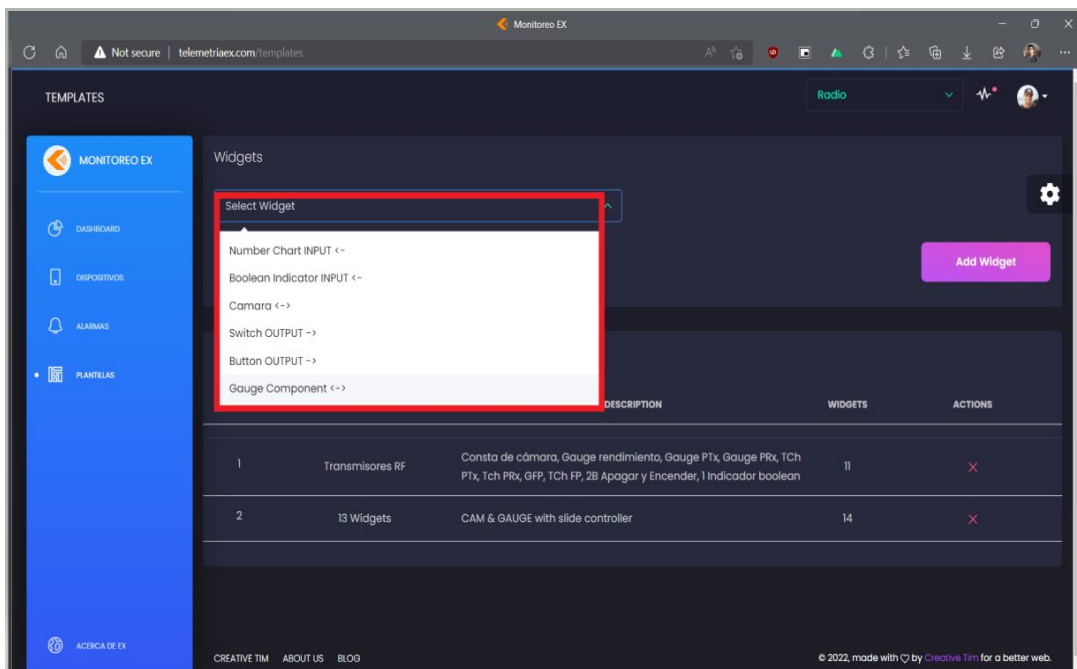 Monitoreo EX
Not secure | telemetriaex.com/templates
TEMPLATES
Radio
MONITOREO EX
Widgets
Select Widget
DASHBOARD
Number Chart INPUT <-
Boolean Indicator INPUT <-
Add Widget
DISPOSITIVOS
Camara <->
ALARMAS
Switch OUTPUT ->
Button OUTPUT ->
PLANTILLAS
Gauge Component <->
DESCRIPTION WIDGETS ACTIONS
1 Transmisores RF Consta de cámara, Gauge rendimiento, Gauge PTx, Gauge PRx, TCh 11
PTx, Tch PRx, GFP, TCh FP, 2B Apagar y Encender, 1 Indicador boolean
2 13 Widgets CAM & GAUGE with slide controller 14
ACERCA DE EX
CREATIVE TIM ABOUT US BLOG © 2022, made with by Creative Tim for a better web.